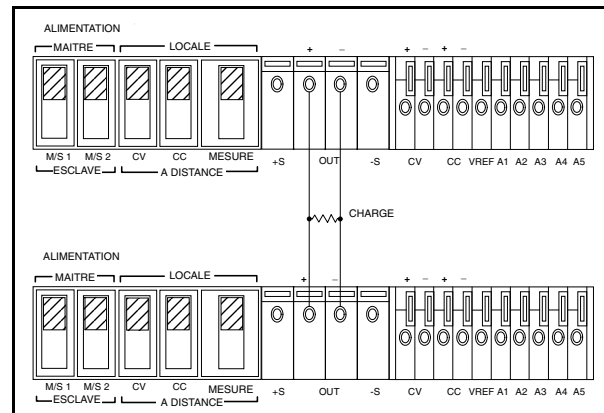 ALIMENTATION
MAITRE LOCALE + – + – + –
M/S 1 M/S 2 CV CC MESURE +S OUT -S CV CC VREF A1 A2 A3 A4 A5
ESCLAVE A DISTANCE
CHARGE
ALIMENTATION
MAITRE LOCALE + – + – + –
M/S 1 M/S 2 CV CC MESURE +S OUT -S CV CC VREF A1 A2 A3 A4 A5
ESCLAVE A DISTANCE